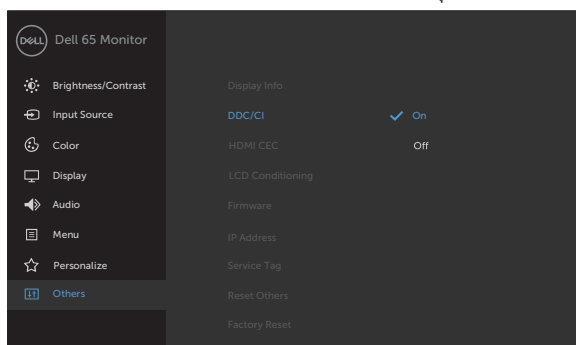 DELL Dell 65 Monitor
Brightness/Contrast
Input Source
Color
Display
Audio
Menu
Personalize
Others
Display Info
DDC/CI
On
HDMI CEC
Off
LCD Conditioning
Firmware
IP Address
Service Tag
Reset Others
Factory Reset